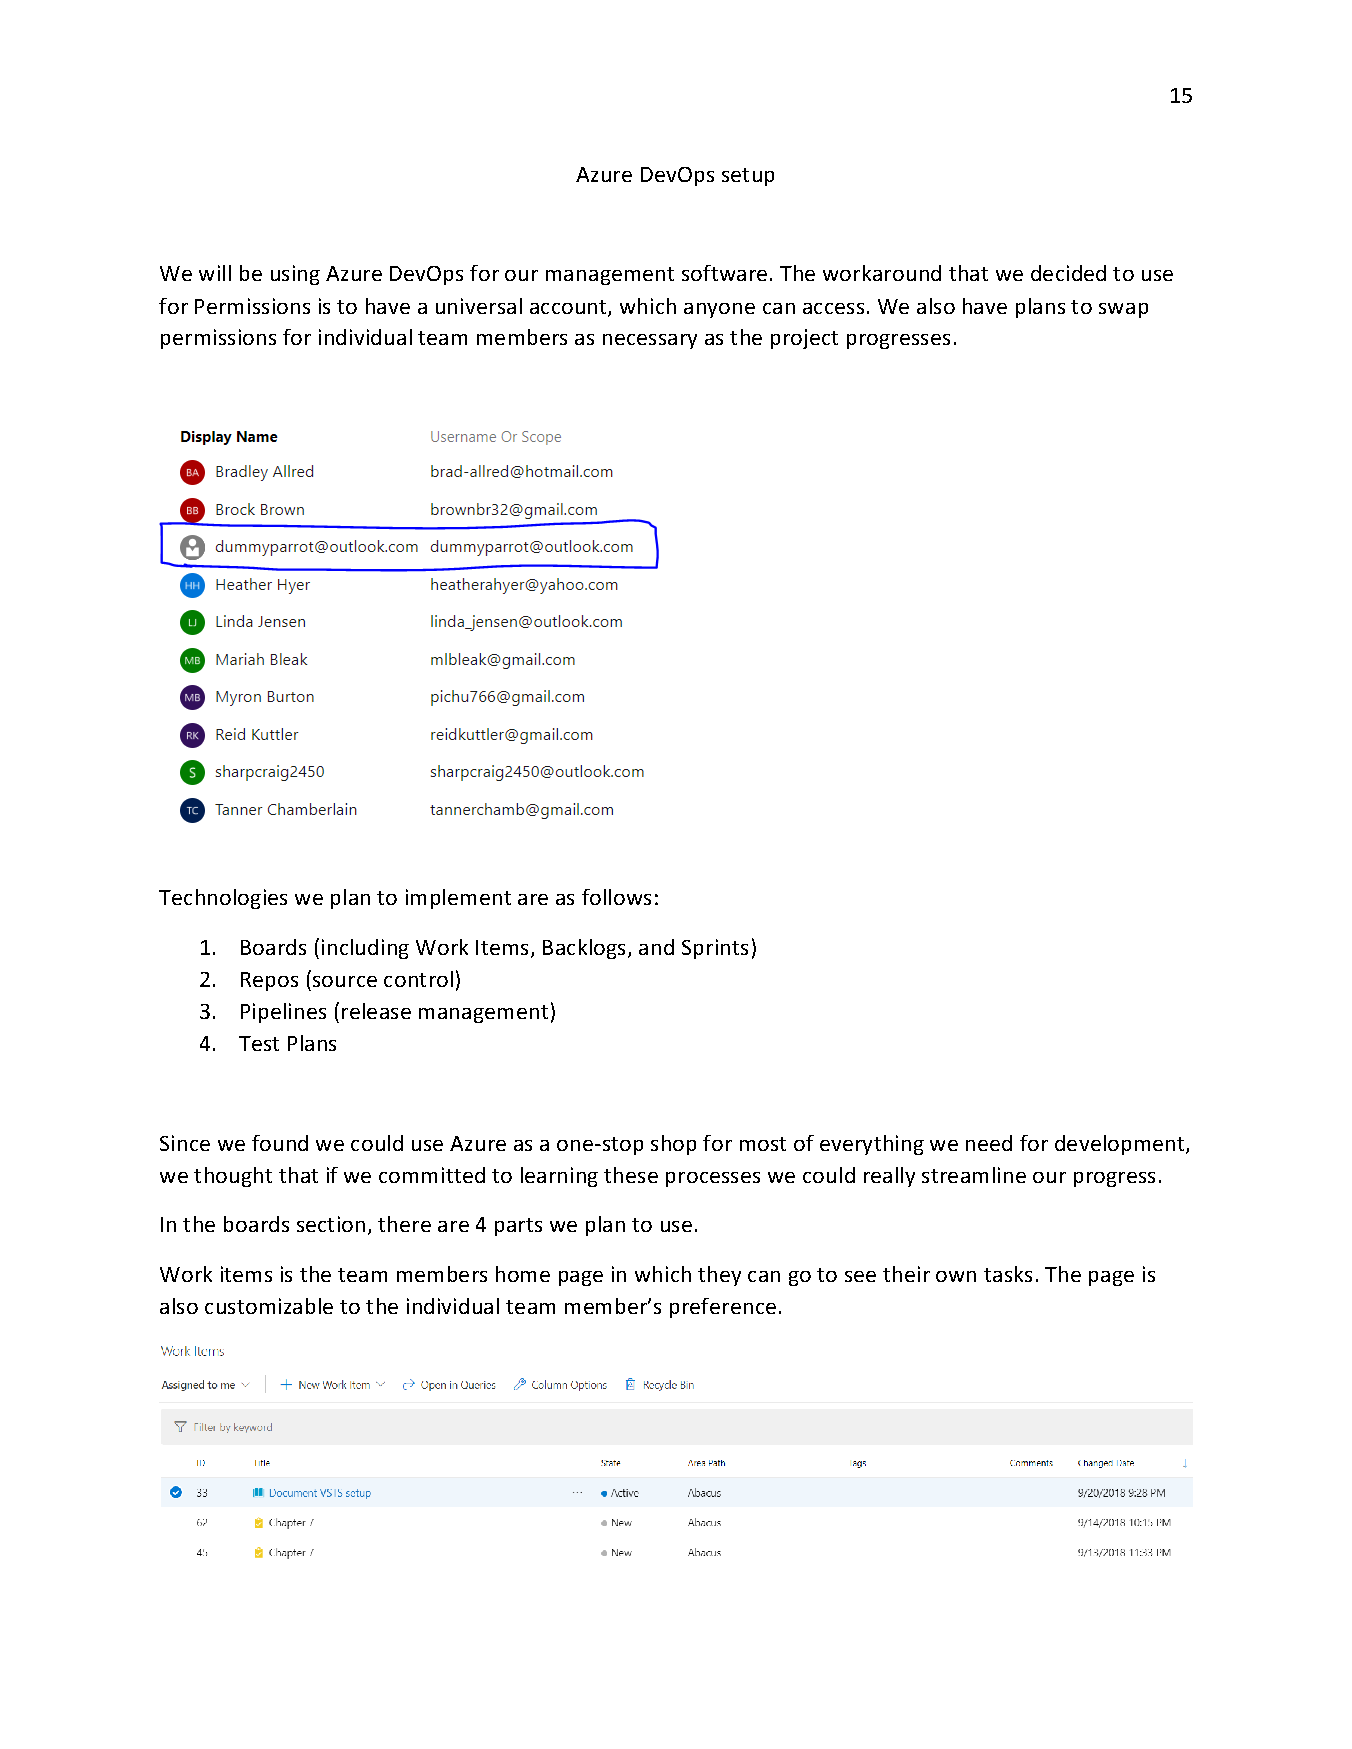 15
Azure DevOps setup
We will be using Azure DevOps for our management software. The workaround that we decided to use
for Permissions is to have a universal account, which anyone can access. We also have plans to swap
permissions for individual team members as necessary as the project progresses.
Display Name Username Or Scope
BA Bradley Allred brad-allred@hotmail.com
BB Brock Brown brownbr32@gmail.com
dummyparrot@outlook.com dummyparrot@outlook.com
HH Heather Hyer heatherahyer@yahoo.com
LJ Linda Jensen linda_jensen@outlook.com
MB Mariah Bleak mlbleak@gmail.com
MB Myron Burton pichu766@gmail.com
RK Reid Kuttler reidkuttler@gmail.com
S sharpcraig2450 sharpcraig2450@outlook.com
TC Tanner Chamberlain tannerchamb@gmail.com
Technologies we plan to implement are as follows:
1. Boards (including Work Items, Backlogs, and Sprints)
2. Repos (source control)
3. Pipelines (release management)
4. Test Plans
Since we found we could use Azure as a one-stop shop for most of everything we need for development,
we thought that if we committed to learning these processes we could really streamline our progress.
In the boards section, there are 4 parts we plan to use.
Work items is the team members home page in which they can go to see their own tasks. The page is
also customizable to the individual team member’s preference.
Work Items
Assigned to me New Work Item Open in Queries Column Options Recycle Bin
Filter by keyword
ID Title State Area Path Tags Comments Changed Date ↓
33 Document VSTS setup ... Active Abacus 9/20/2018 9:28 PM
62 Chapter 7 New Abacus 9/14/2018 10:15 PM
45 Chapter 7 New Abacus 9/13/2018 11:33 PM